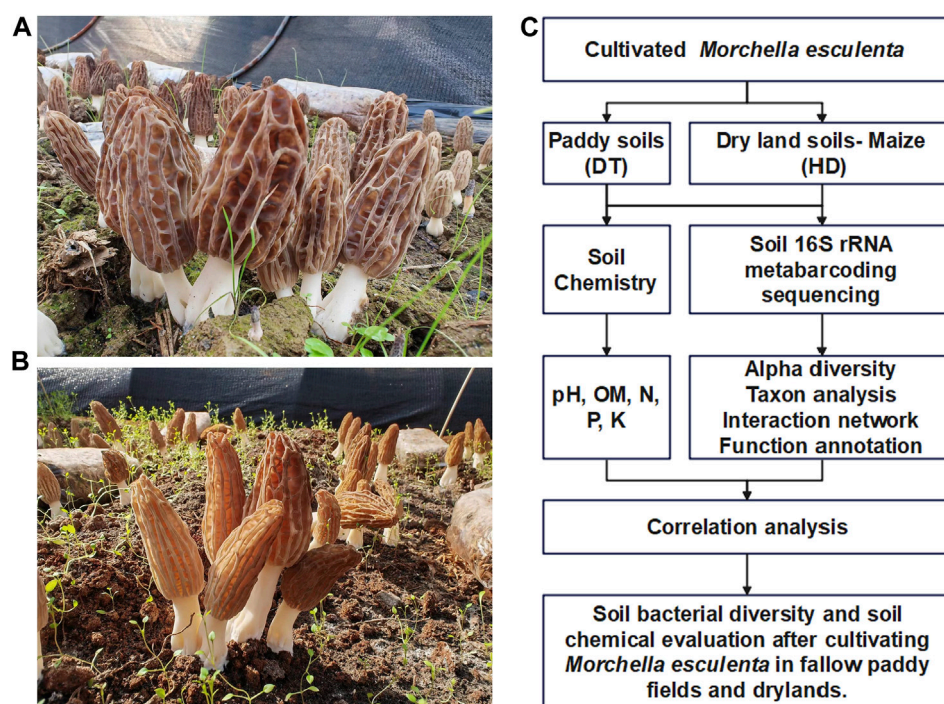 A
B
C
Cultivated Morchella esculenta
Paddy soils
(DT)
Dry land soils- Maize
(HD)
Soil
Chemistry
Soil 16S rRNA
metabarcoding
sequencing
pH, OM, N,
P, K
Alpha diversity
Taxon analysis
Interaction network
Function annotation
Correlation analysis
Soil bacterial diversity and soil
chemical evaluation after cultivating
Morchella esculenta in fallow paddy
fields and drylands.